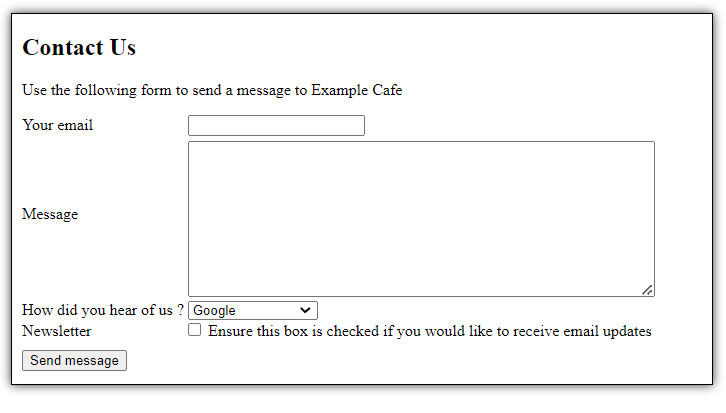 Contact Us
Use the following form to send a message to Example Cafe
Your email
Message
How did you hear of us ? Google
Newsletter Ensure this box is checked if you would like to receive email updates
Send message